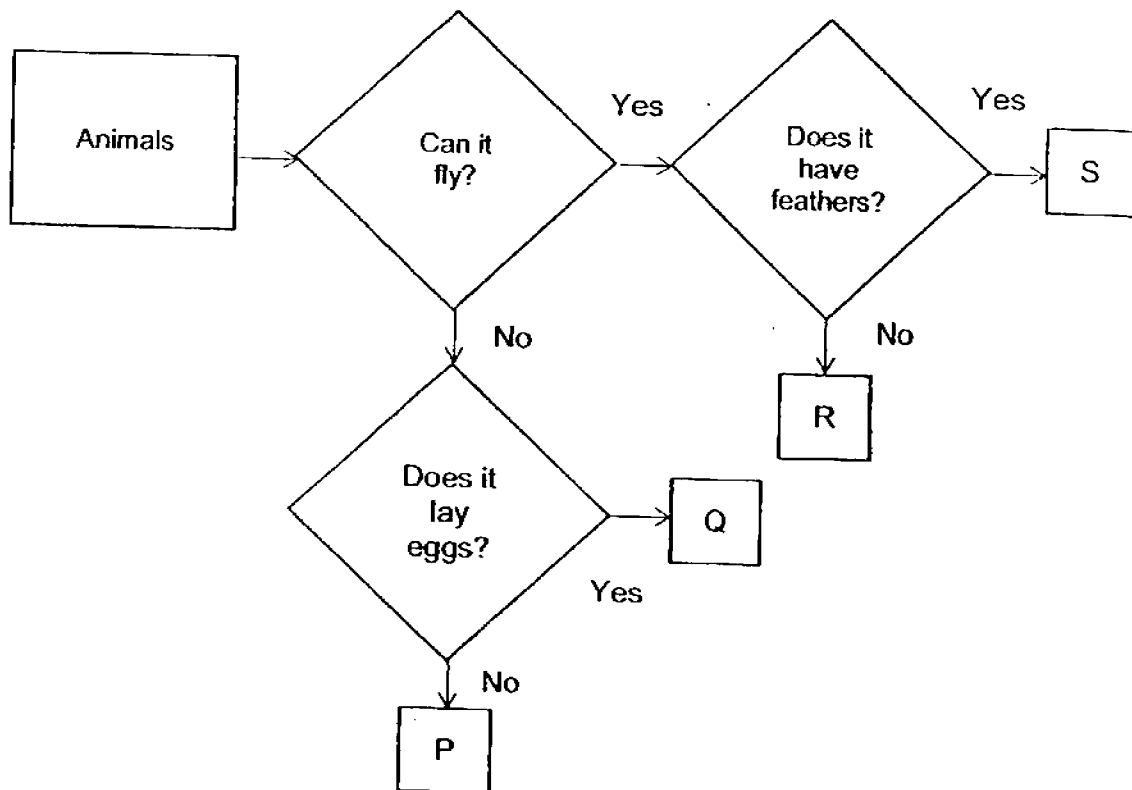 Animals
Can it
fly?
Yes
Does it
have
feathers?
Yes
S
No
R
No
Does it
lay
eggs?
Yes
Q
No
P